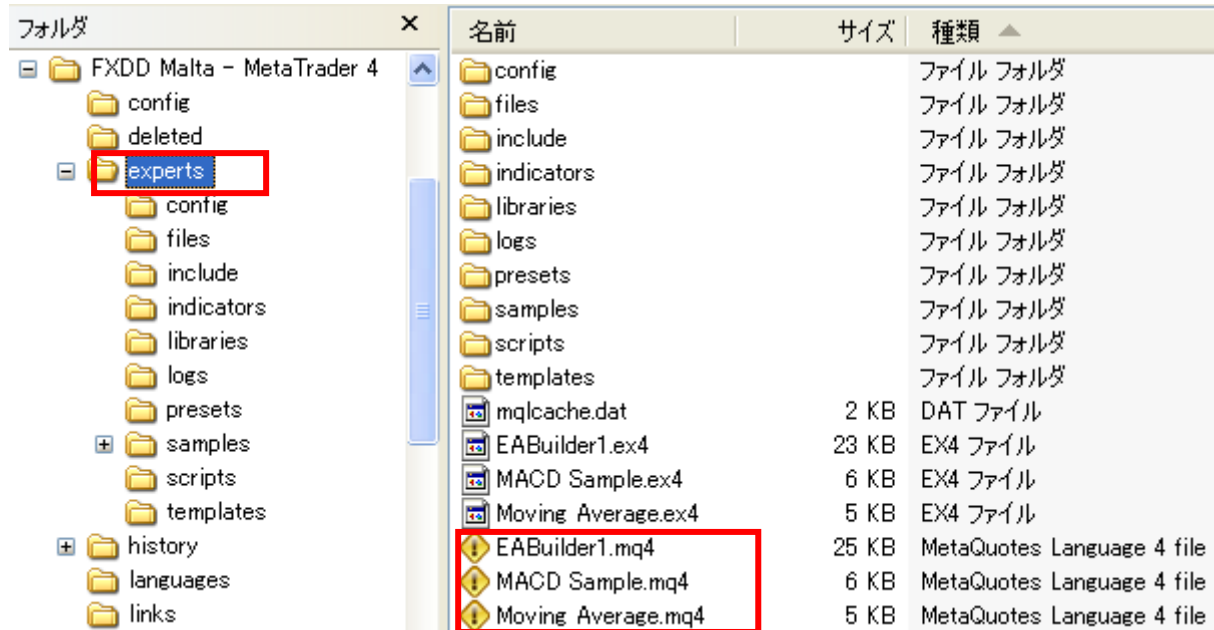 フォルダ ×
FXDD Malta - MetaTrader 4
config
deleted
experts
config
files
include
indicators
libraries
logs
presets
samples
scripts
templates
history
languages
links
名前 サイズ 種類
config ファイル フォルダ
files ファイル フォルダ
include ファイル フォルダ
indicators ファイル フォルダ
libraries ファイル フォルダ
logs ファイル フォルダ
presets ファイル フォルダ
samples ファイル フォルダ
scripts ファイル フォルダ
templates ファイル フォルダ
mqlcache.dat 2 KB DAT ファイル
EABuilder1.ex4 23 KB EX4 ファイル
MACD Sample.ex4 6 KB EX4 ファイル
Moving Average.ex4 5 KB EX4 ファイル
EABuilder1.mq4 25 KB MetaQuotes Language 4 file
MACD Sample.mq4 6 KB MetaQuotes Language 4 file
Moving Average.mq4 5 KB MetaQuotes Language 4 file